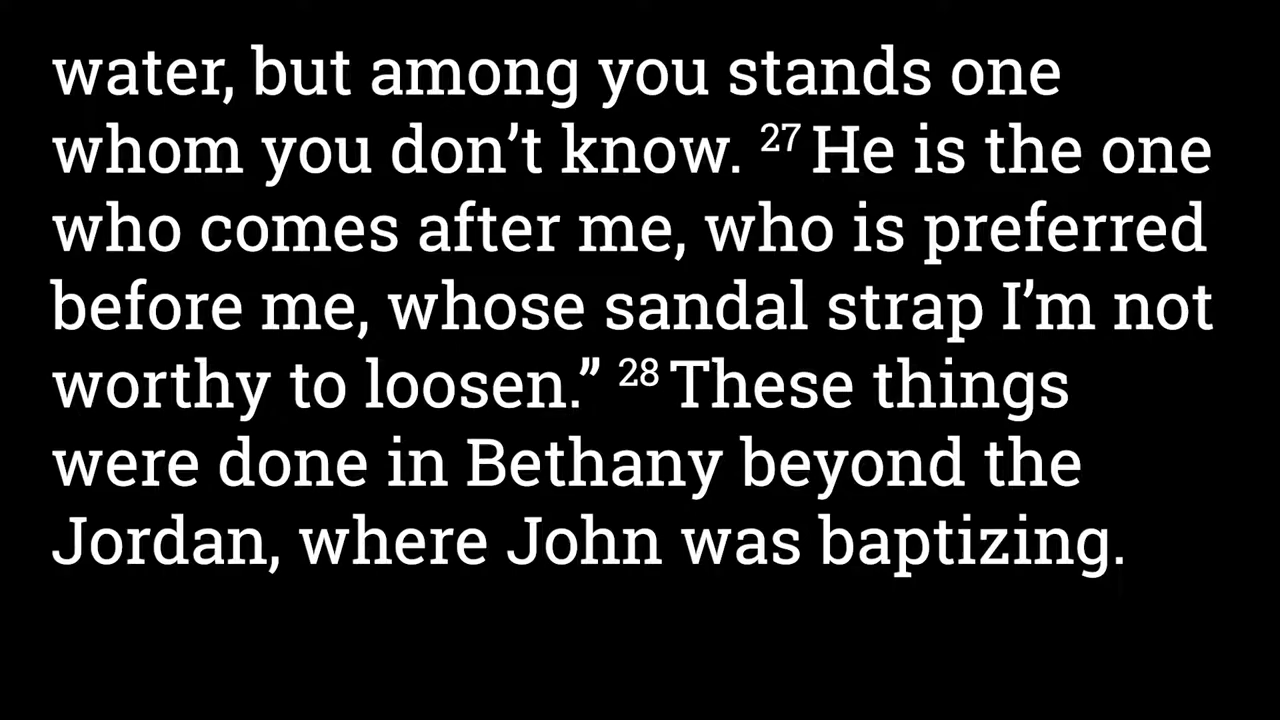 water, but among you stands one
whom you don’t know. 27 He is the one
who comes after me, who is preferred
before me, whose sandal strap I’m not
worthy to loosen.” 28 These things
were done in Bethany beyond the
Jordan, where John was baptizing.